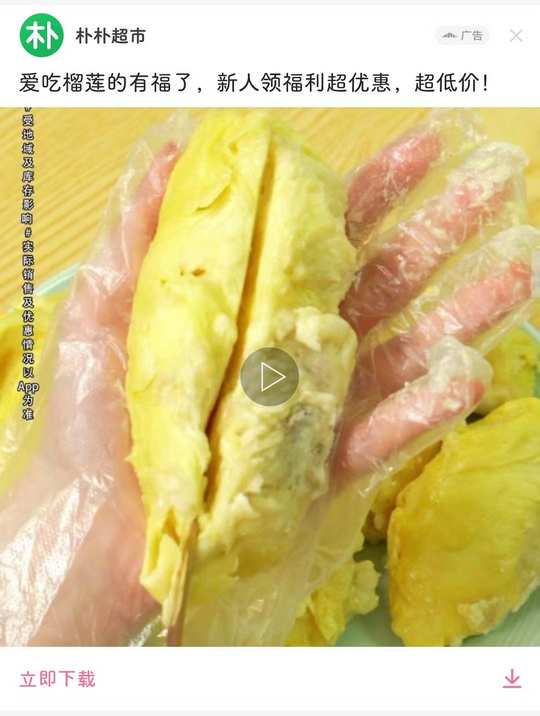 朴
朴朴超市
广告
爱吃榴莲的有福了，新人领福利超优惠，超低价！
#受地域及库存影响#实际销售及优惠情况以App为准
立即下载